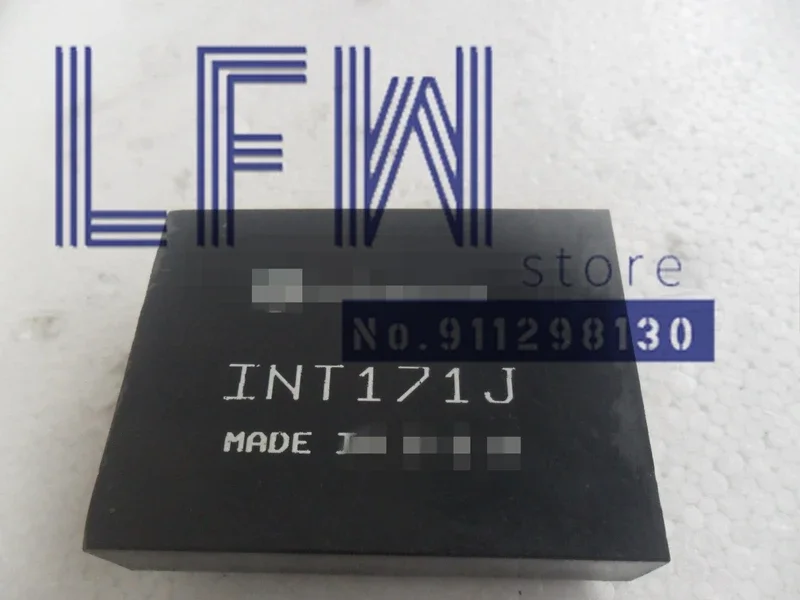 LFW
store
No.911298130
INT171J
MADE